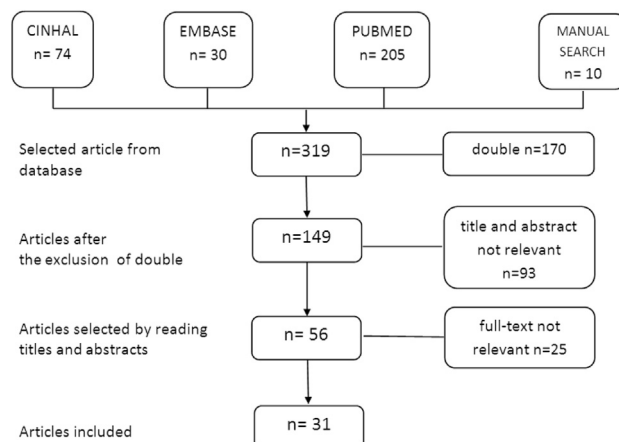 CINHAL
n= 74
EMBASE
n= 30
PUBMED
n= 205
MANUAL
SEARCH
n= 10
Selected article from
database
n=319
double n=170
Articles after
the exclusion of double
n=149
title and abstract
not relevant
n=93
Articles selected by reading
titles and abstracts
n= 56
full-text not
relevant n=25
Articles included
n= 31